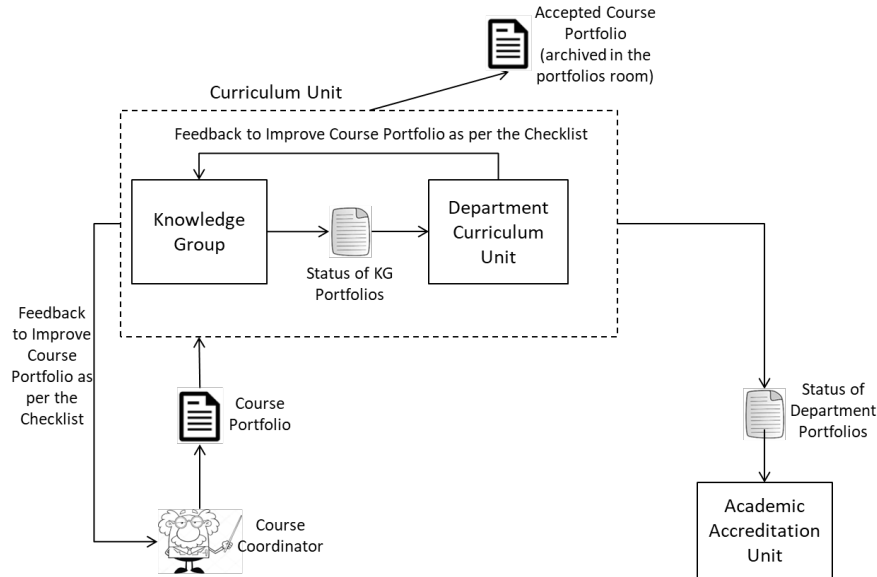 Accepted Course
Portfolio
(archived in the
portfolios room)
Curriculum Unit
Feedback to Improve Course Portfolio as per the Checklist
Knowledge
Group
Department
Curriculum
Unit
Status of KG
Portfolios
Feedback
to Improve
Course
Portfolio as
per the
Checklist
Course
Portfolio
Status of
Department
Portfolios
Course
Coordinator
Academic
Accreditation
Unit